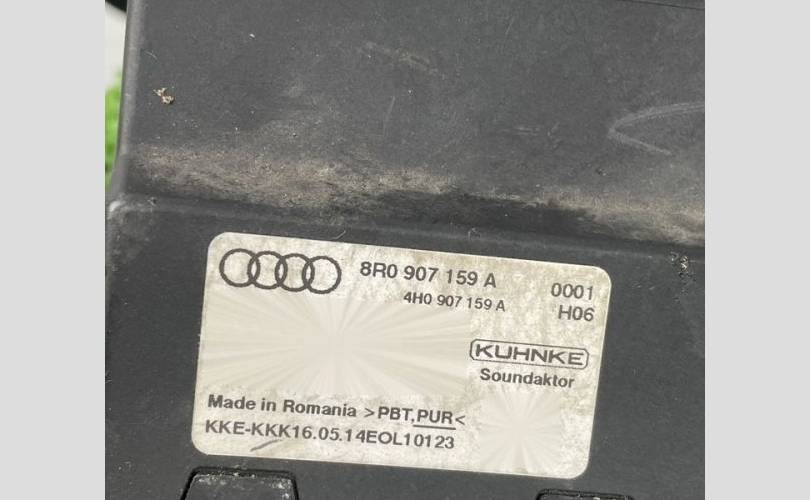 8R0 907 159 A 0001
4H0 907 159 A H06
KUHNKE
Soundaktor
Made in Romania >PBT,PUR<
KKE-KKK16.05.14EOL10123